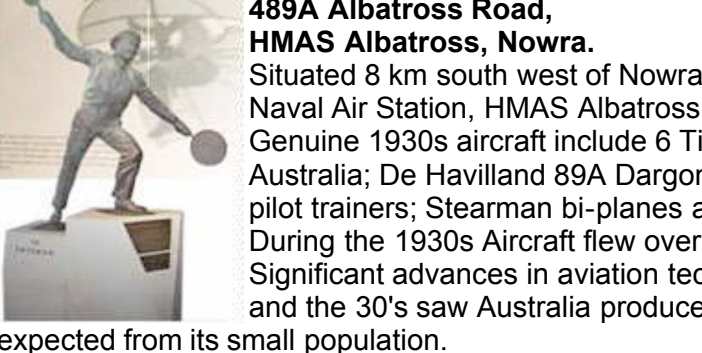 489A Albatross Road,
HMAS Albatross, Nowra.
Situated 8 km south west of Nowra
Naval Air Station, HMAS Albatross
Genuine 1930s aircraft include 6 Ti
Australia; De Havilland 89A Dargon
pilot trainers; Stearman bi-planes a
During the 1930s Aircraft flew over
Significant advances in aviation tec
and the 30's saw Australia produce
expected from its small population.